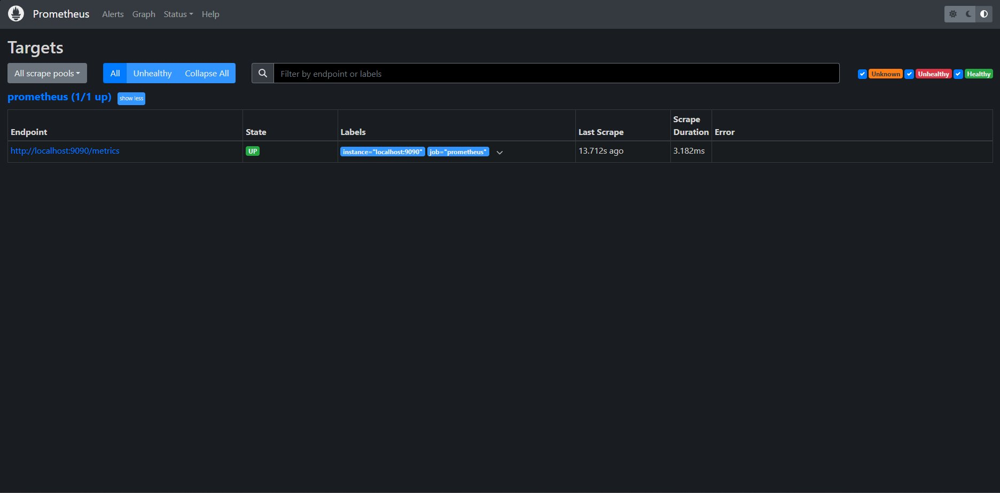 Prometheus Alerts Graph Status Help
Targets
All scrape pools All Unhealthy Collapse All Filter by endpoint or labels Unknown Unhealthy Healthy
prometheus (1/1 up) show less
Endpoint State Labels Last Scrape Scrape Duration Error
http://localhost:9090/metrics UP instance="localhost:9090" job="prometheus" 13.712s ago 3.182ms